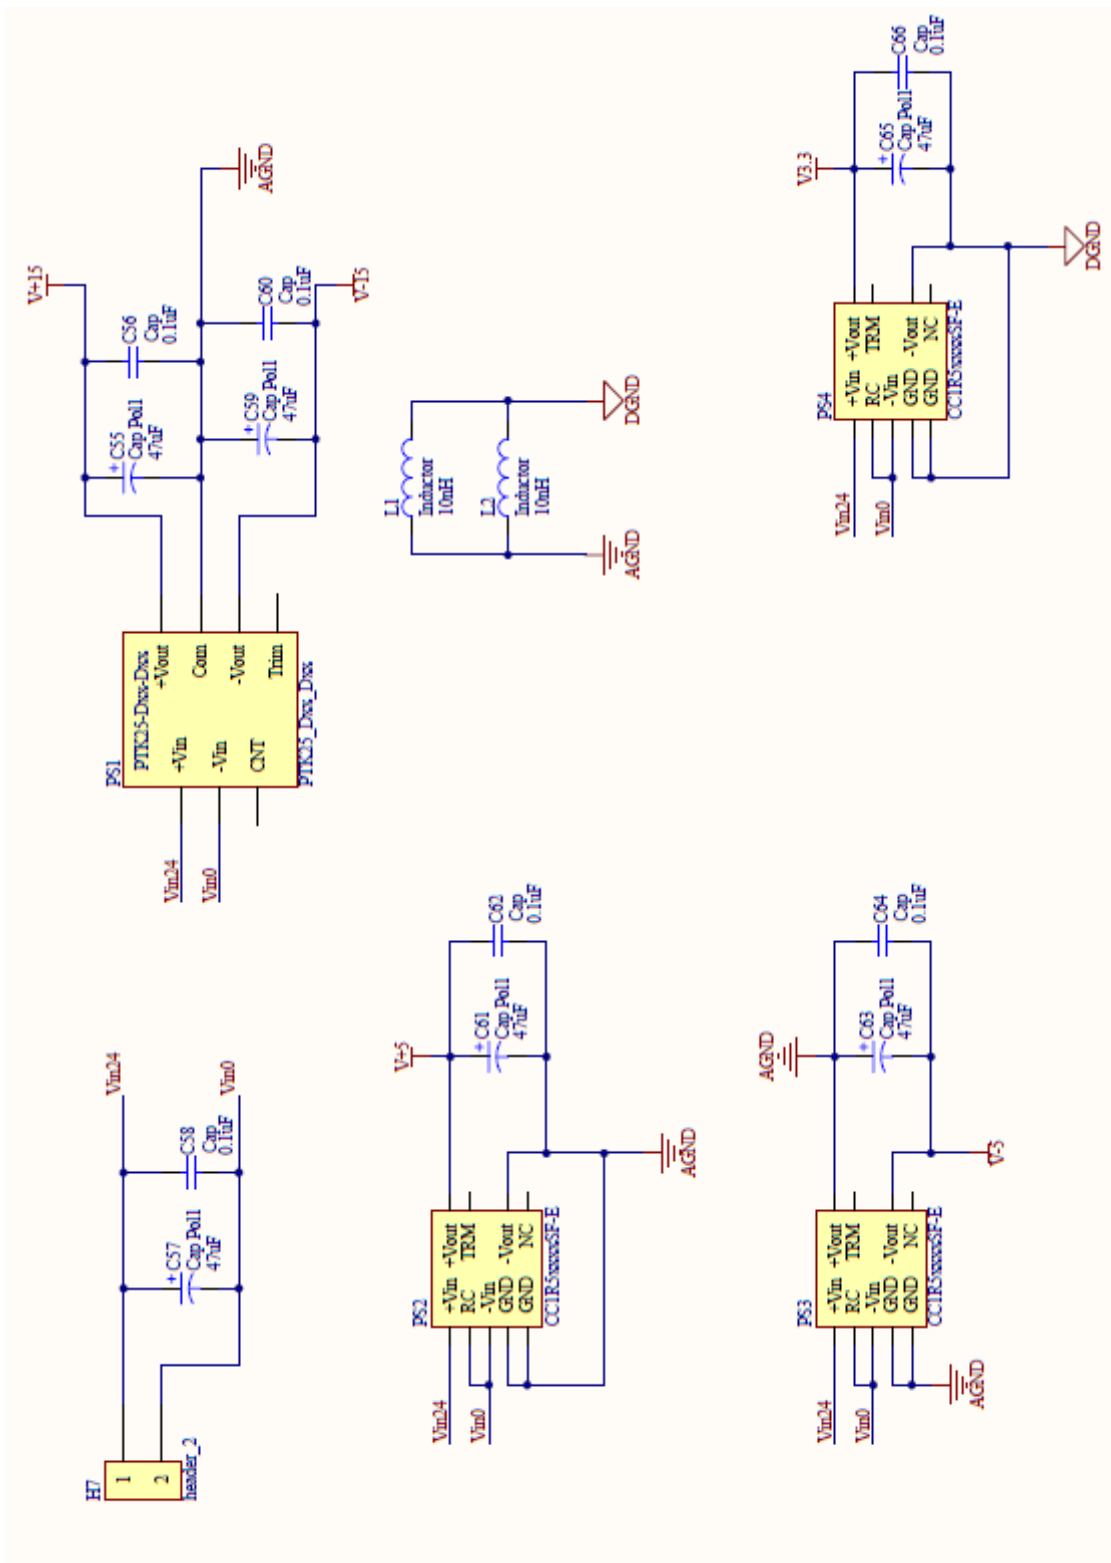 H7
1
2
header_2
C57
Cap Pol1
47uF
C58
Cap
0.1uF
Vin24
Vin0
PS1
PTK25-Dxx-Dxx
+Vin
-Vin
CNT
+Vout
Com
-Vout
Trim
PTK25_Dxx_Dxx
Vin24
Vin0
C55
Cap Pol1
47uF
C56
Cap
0.1uF
V+15
C59
Cap Pol1
47uF
C60
Cap
0.1uF
V-15
AGND
L1
Inductor
10nH
L2
Inductor
10nH
AGND
DGND
PS2
+Vin +Vout
RC TRM
-Vin
GND -Vout
GND NC
CC1R5xxxxSF-E
Vin24
Vin0
V+5
C61
Cap Pol1
47uF
C62
Cap
0.1uF
AGND
PS3
+Vin +Vout
RC TRM
-Vin
GND -Vout
GND NC
CC1R5xxxxSF-E
Vin24
Vin0
AGND
AGND
C63
Cap Pol1
47uF
C64
Cap
0.1uF
V-5
PS4
+Vin +Vout
RC TRM
-Vin
GND -Vout
GND NC
CC1R5xxxxSF-E
Vin24
Vin0
V3.3
C65
Cap Pol1
47uF
C66
Cap
0.1uF
DGND